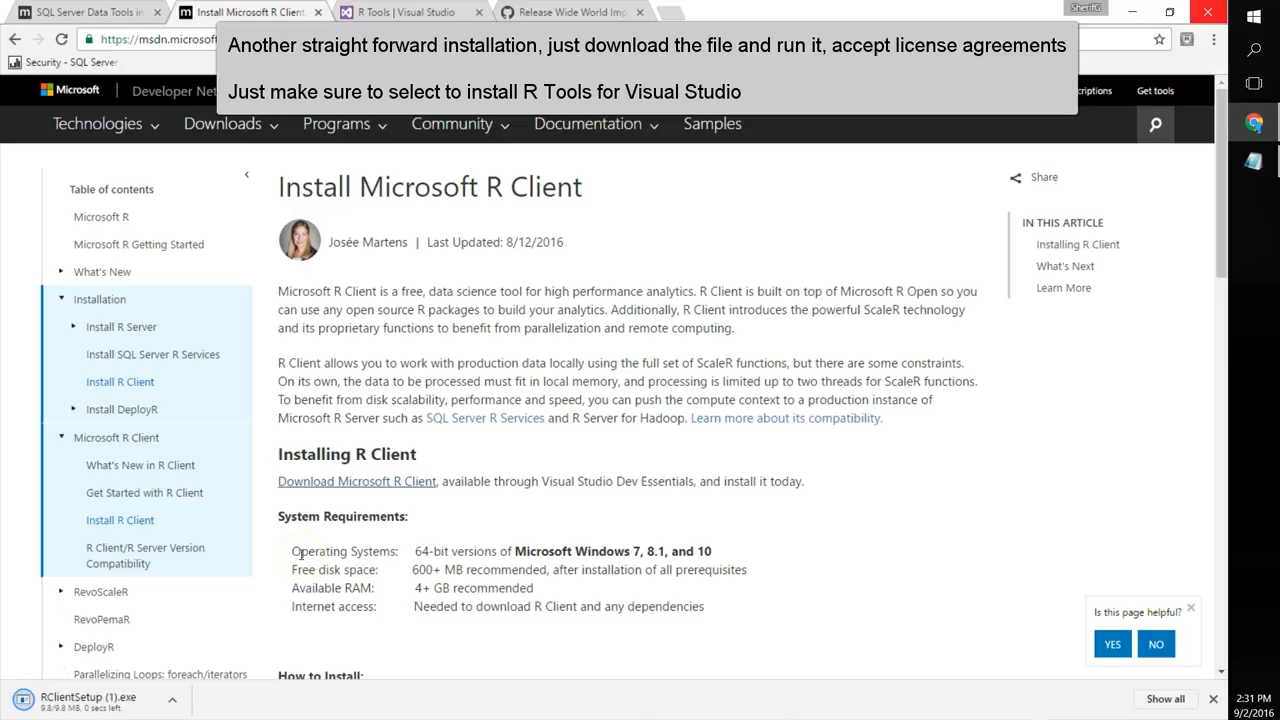 SQL Server Data Tools in
Install Microsoft R Client
R Tools | Visual Studio
Release Wide World Imp
SherifG
https://msdn.microsoft
Security - SQL Server
Another straight forward installation, just download the file and run it, accept license agreements
Just make sure to select to install R Tools for Visual Studio
Microsoft
Developer Net
criptions
Get tools
Technologies
Downloads
Programs
Community
Documentation
Samples
Table of contents
Microsoft R
Microsoft R Getting Started
What's New
Installation
Install R Server
Install SQL Server R Services
Install R Client
Install DeployR
Microsoft R Client
What's New in R Client
Get Started with R Client
Install R Client
R Client/R Server Version
Compatibility
RevoScaleR
RevoPemaR
DeployR
Parallelizing Loops: foreach/iterators
Install Microsoft R Client
Josée Martens | Last Updated: 8/12/2016
Microsoft R Client is a free, data science tool for high performance analytics. R Client is built on top of Microsoft R Open so you
can use any open source R packages to build your analytics. Additionally, R Client introduces the powerful ScaleR technology
and its proprietary functions to benefit from parallelization and remote computing.
R Client allows you to work with production data locally using the full set of ScaleR functions, but there are some constraints.
On its own, the data to be processed must fit in local memory, and processing is limited up to two threads for ScaleR functions.
To benefit from disk scalability, performance and speed, you can push the compute context to a production instance of
Microsoft R Server such as SQL Server R Services and R Server for Hadoop. Learn more about its compatibility.
Installing R Client
Download Microsoft R Client, available through Visual Studio Dev Essentials, and install it today.
System Requirements:
Operating Systems: 64-bit versions of Microsoft Windows 7, 8.1, and 10
Free disk space: 600+ MB recommended, after installation of all prerequisites
Available RAM: 4+ GB recommended
Internet access: Needed to download R Client and any dependencies
How to Install:
Share
IN THIS ARTICLE
Installing R Client
What's Next
Learn More
Is this page helpful?
YES
NO
RClientSetup (1).exe
9.8/9.8 MB, 0 secs left
Show all
2:31 PM
9/2/2016